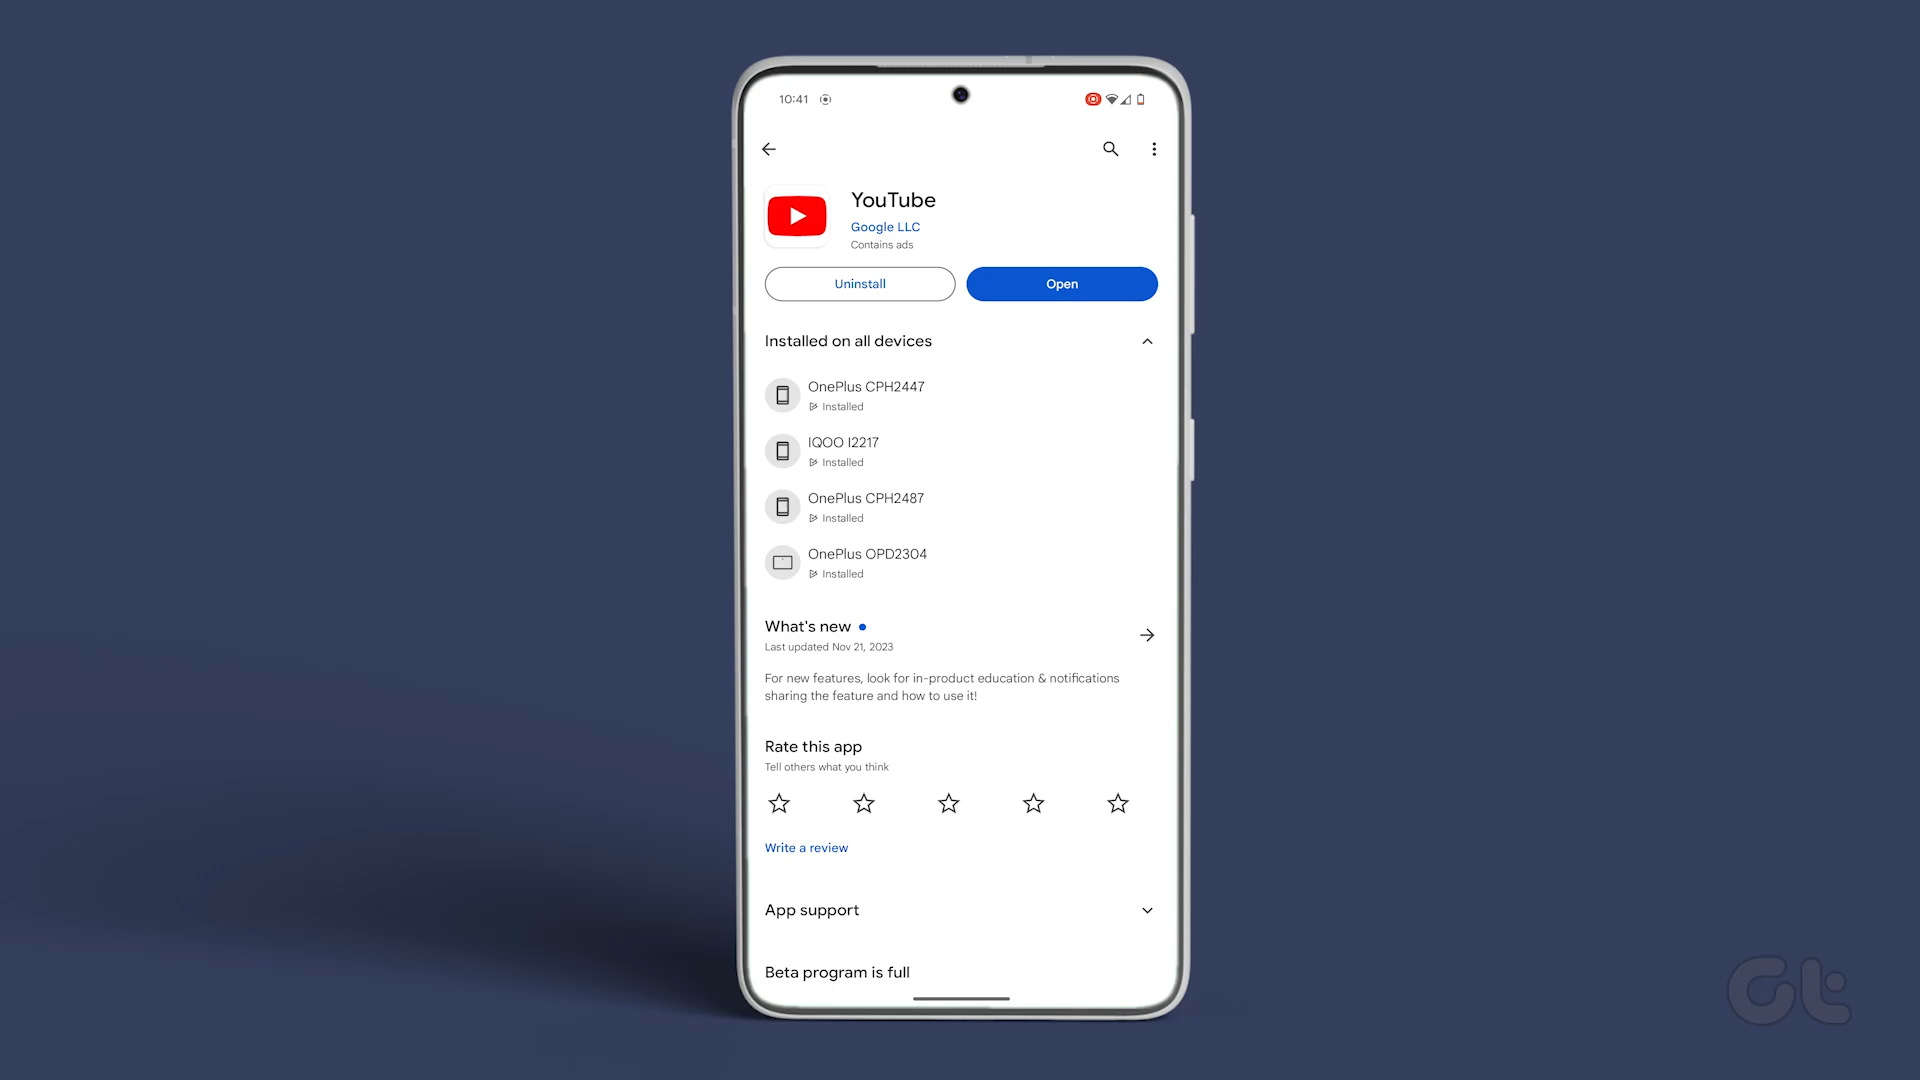 10:41
YouTube
Google LLC
Contains ads
Uninstall
Open
Installed on all devices
OnePlus CPH2447
Installed
IQOO I2217
Installed
OnePlus CPH2487
Installed
OnePlus OPD2304
Installed
What's new
Last updated Nov 21, 2023
For new features, look for in-product education & notifications
sharing the feature and how to use it!
Rate this app
Tell others what you think
Write a review
App support
Beta program is full
Gt